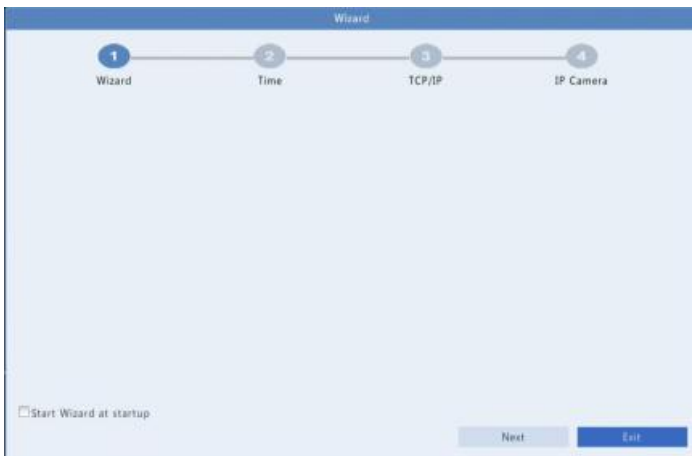 Wizard
1 2 3 4
Wizard Time TCP/IP IP Camera
Start Wizard at startup
Next Exit